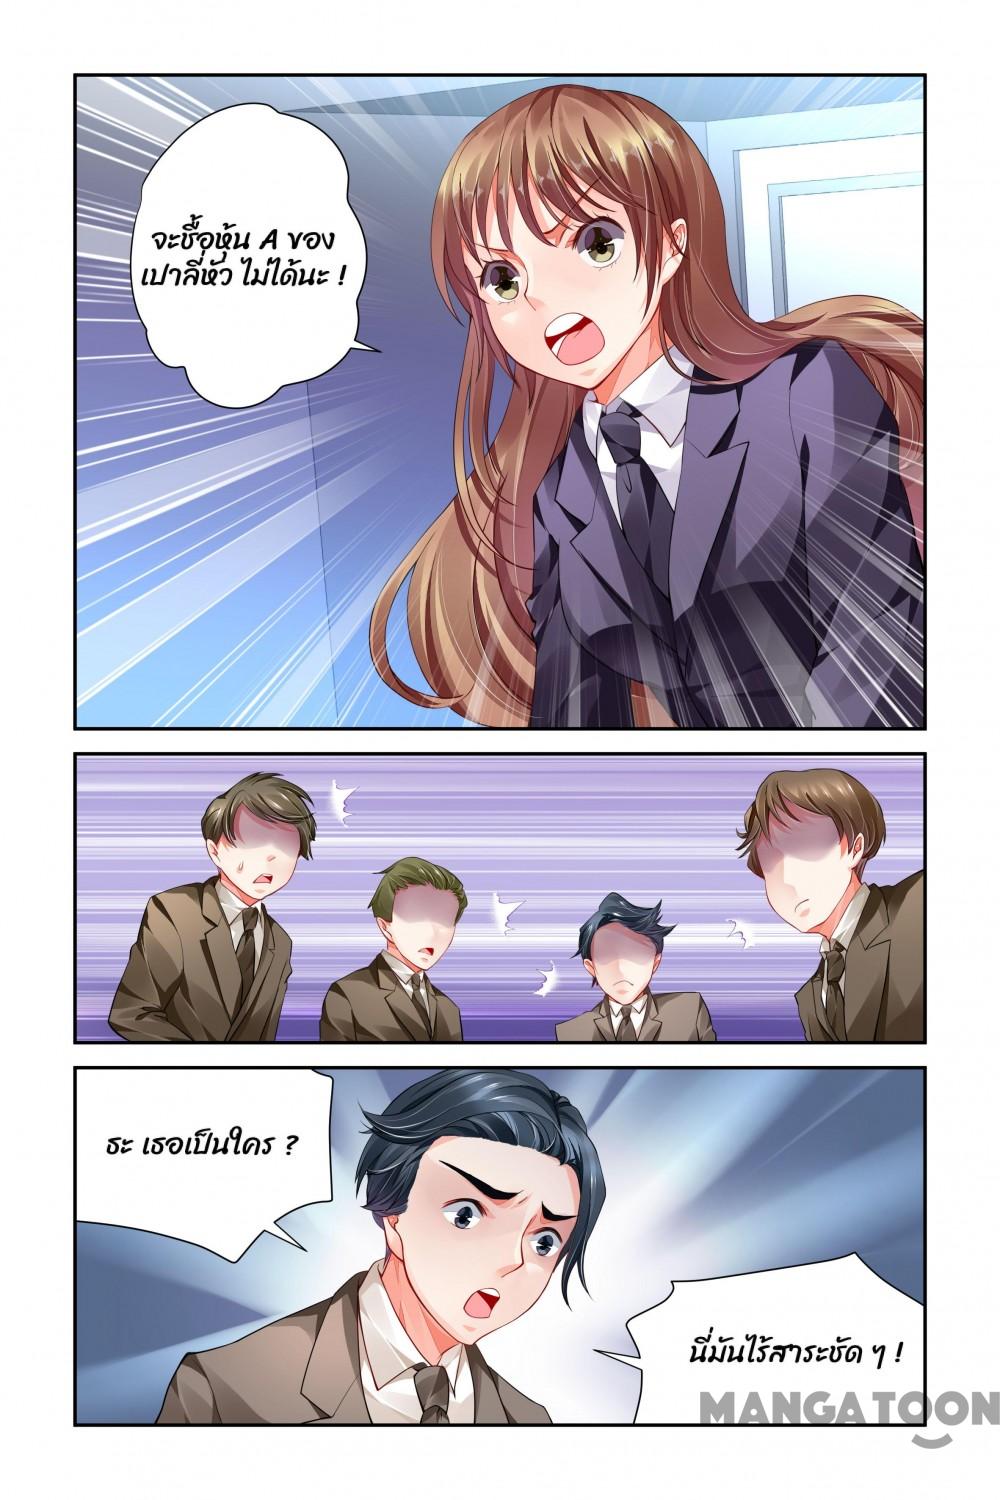 จะซื้อหุ้น A ของ
เปาลี่หัว ไม่ได้นะ !
ธะ เธอเป็นใคร ?
นี่มันไร้สาระชัด ๆ !
MANGATOON